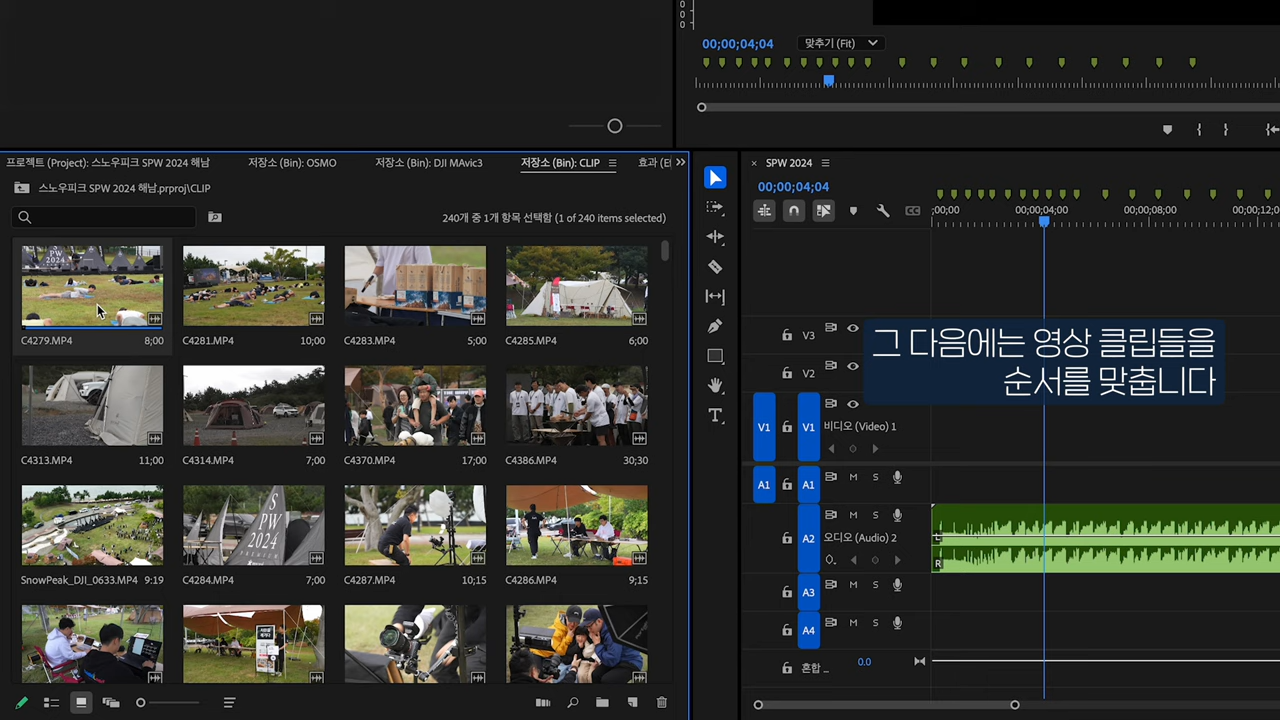 00;00;04;04
맞추기 (Fit)
프로젝트 (Project): 스노우피크 SPW 2024 해남
저장소 (Bin): OSMO
저장소 (Bin): DJI MAvic3
저장소 (Bin): CLIP
효과 (E
스노우피크 SPW 2024 해남.prproj\CLIP
240개 중 1개 항목 선택함 (1 of 240 items selected)
SPW 2024
C4279.MP4 8;00
C4281.MP4 10;00
C4283.MP4 5;00
C4285.MP4 6;00
C4313.MP4 11;00
C4314.MP4 7;00
C4370.MP4 17;00
C4386.MP4 30;30
S
PW
2024
PREMIUM
SnowPeak_DJI_0633.MP4 9;19
C4284.MP4 7;00
C4287.MP4 10;15
C4286.MP4 9;15
SPW 2024
00;00;04;04
;00;00
00;00;04;00
00;00;08;00
00;00;12;0
V3
V2
V1 V1 비디오 (Video) 1
A1 A1 M S
A2 M S
오디오 (Audio) 2
L
R
A3 M S
A4 M S
혼합 ... 0.0
그 다음에는 영상 클립들을
순서를 맞춥니다